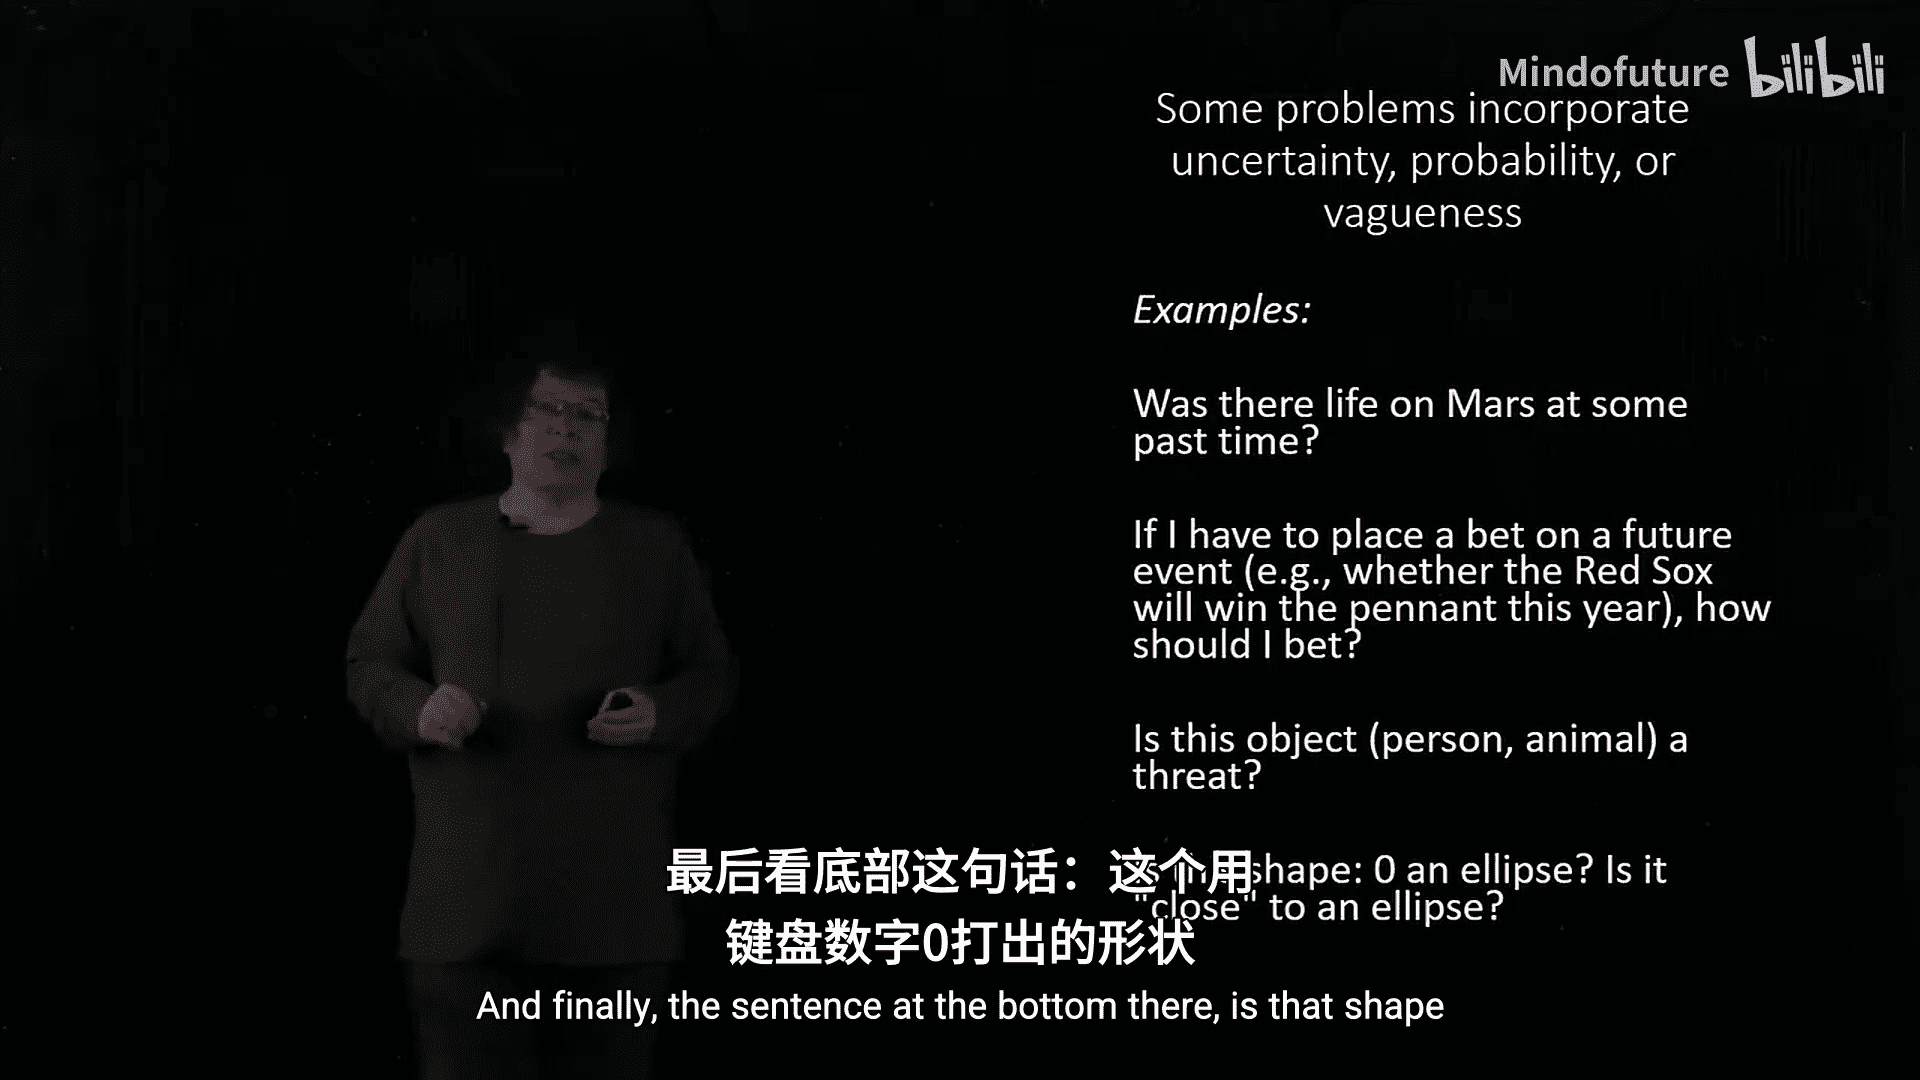 Mindofuture bilibili
Some problems incorporate
uncertainty, probability, or
vagueness
Examples:
Was there life on Mars at some
past time?
If I have to place a bet on a future
event (e.g., whether the Red Sox
will win the pennant this year), how
should I bet?
Is this object (person, animal) a
threat?
shape: 0 an ellipse? Is it
"close" to an ellipse?
最后看底部这句话：这个用
键盘数字0打出的形状
And finally, the sentence at the bottom there, is that shape